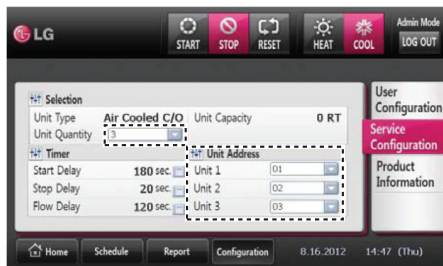 LG
START STOP RESET HEAT COOL
Admin Mode
LOG OUT
Selection
Unit Type Air Cooled C/O Unit Capacity 0 RT
Unit Quantity 3
Timer
Start Delay 180 sec.
Stop Delay 20 sec.
Flow Delay 120 sec.
Unit Address
Unit 1 01
Unit 2 02
Unit 3 03
User
Configuration
Service
Configuration
Product
Information
Home Schedule Report Configuration 8.16.2012 14:47 (Thu)